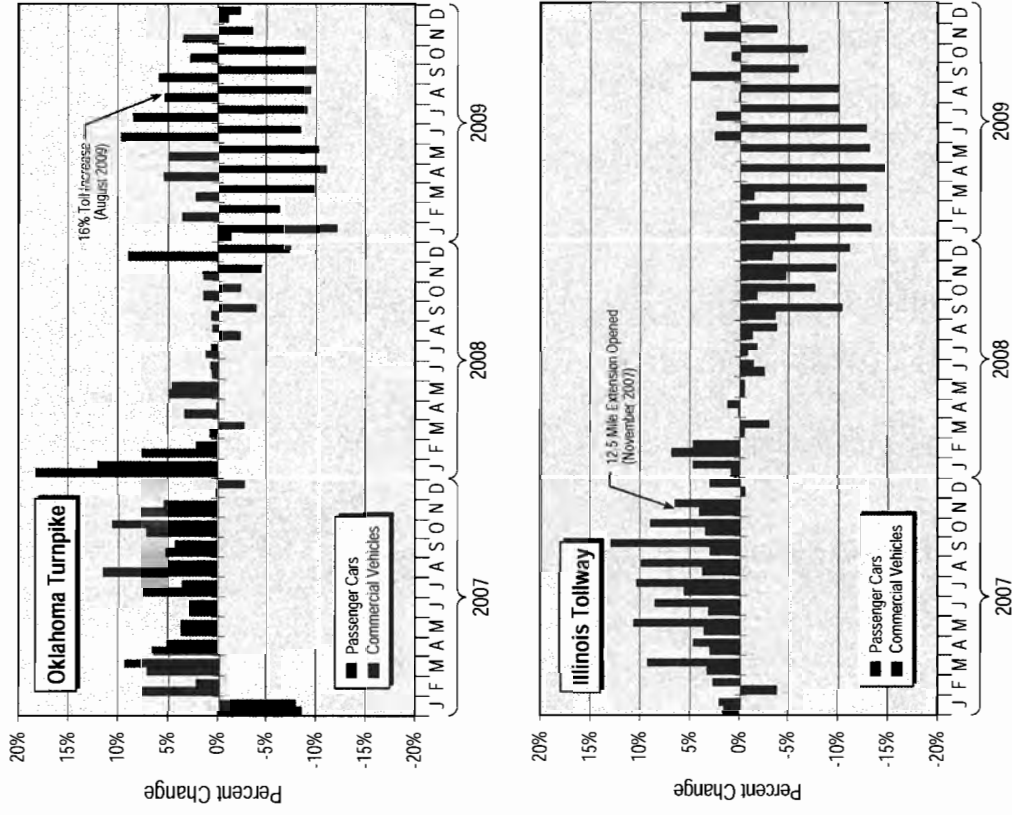 Oklahoma Turnpike
20%
15%
10%
5%
0%
-5%
-10%
-15%
-20%
Percent Change
16% Toll Increase
(August 2009)
Passenger Cars
Commercial Vehicles
J F M A M J J A S O N D J F M A M J J A S O N D J F M A M J J A S O N D
2007 2008 2009
Illinois Tollway
20%
15%
10%
5%
0%
-5%
-10%
-15%
-20%
Percent Change
12.5 Mile Extension Opened
(November 2007)
Passenger Cars
Commercial Vehicles
J F M A M J J A S O N D J F M A M J J A S O N D J F M A M J J A S O N D
2007 2008 2009